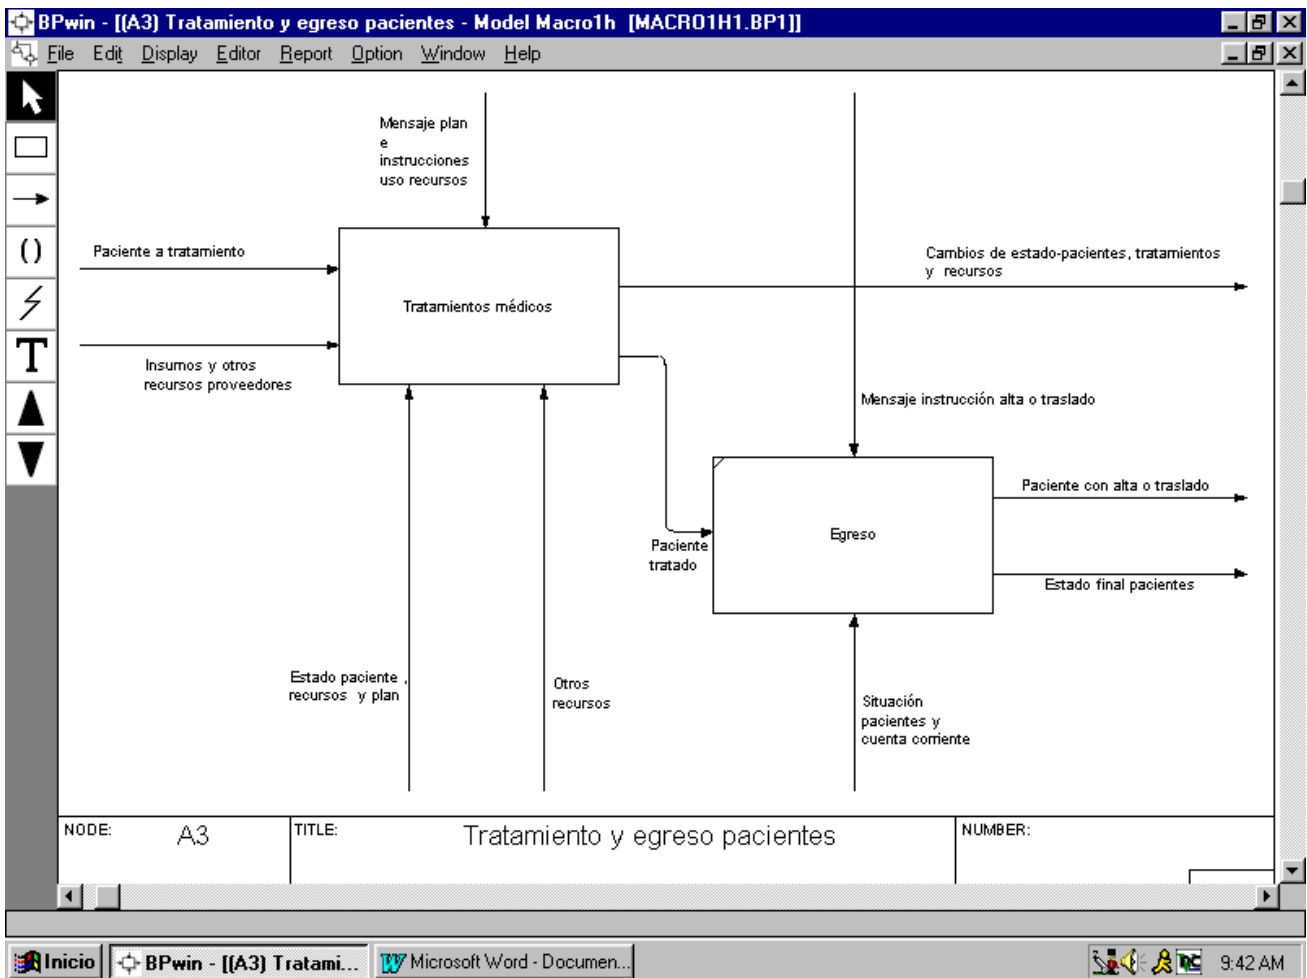 BPwin - [(A3) Tratamiento y egreso pacientes - Model Macro1h [MACRO1H1.BP1]]
File Edit Display Editor Report Option Window Help
Mensaje plan
e
instrucciones
uso recursos
Paciente a tratamiento
Cambios de estado-pacientes, tratamientos
y recursos
( )
Tratamientos médicos
T
Insumos y otros
recursos proveedores
Mensaje instrucción alta o traslado
Paciente con alta o traslado
Egreso
Paciente
tratado
Estado final pacientes
Estado paciente ,
recursos y plan
Otros
recursos
Situación
pacientes y
cuenta corriente
NODE: A3 TITLE: Tratamiento y egreso pacientes NUMBER:
Inicio BPwin - [(A3) Tratami... Microsoft Word - Documen... 9:42 AM